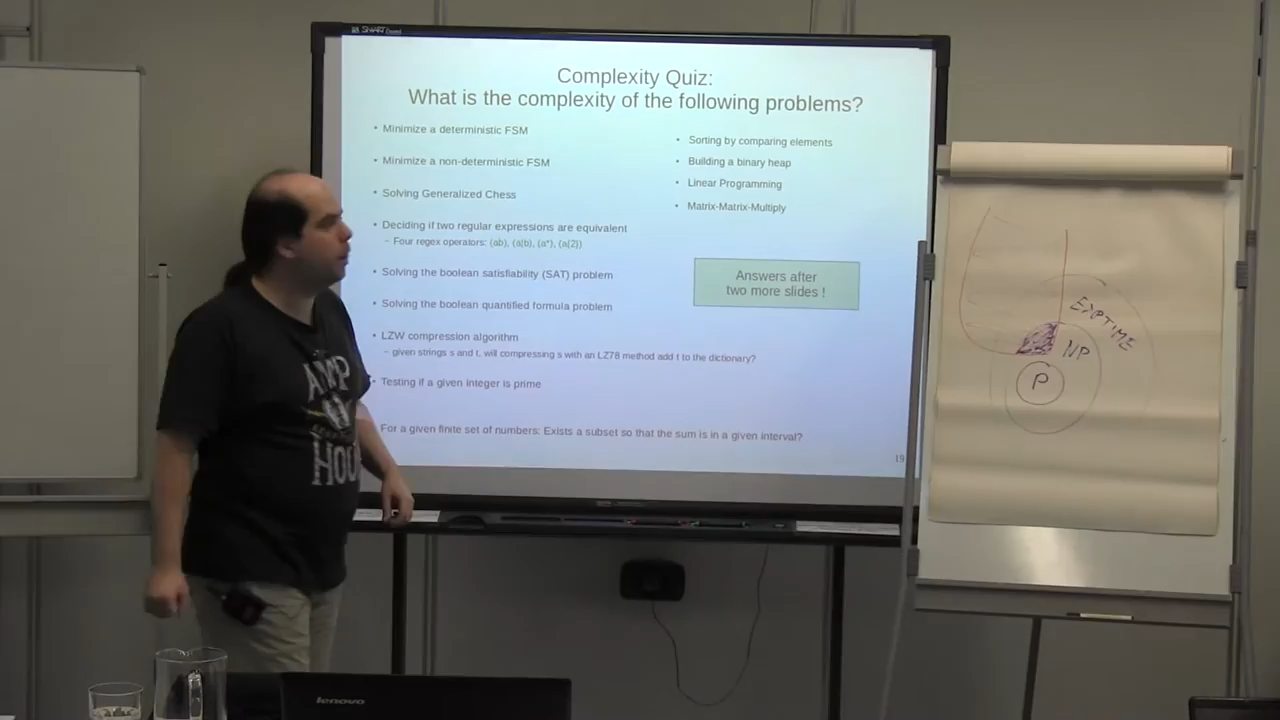 SMART Board
Complexity Quiz:
What is the complexity of the following problems?
• Minimize a deterministic FSM
• Minimize a non-deterministic FSM
• Solving Generalized Chess
• Deciding if two regular expressions are equivalent
– Four regex operators: (ab), (a|b), (a*), (a{2})
• Solving the boolean satisfiability (SAT) problem
• Solving the boolean quantified formula problem
• LZW compression algorithm
– given strings s and t, will compressing s with an LZ78 method add t to the dictionary?
• Testing if a given integer is prime
For a given finite set of numbers: Exists a subset so that the sum is in a given interval?
• Sorting by comparing elements
• Building a binary heap
• Linear Programming
• Matrix-Matrix-Multiply
Answers after
two more slides !
19
EXPTIME
NP
P
lenovo